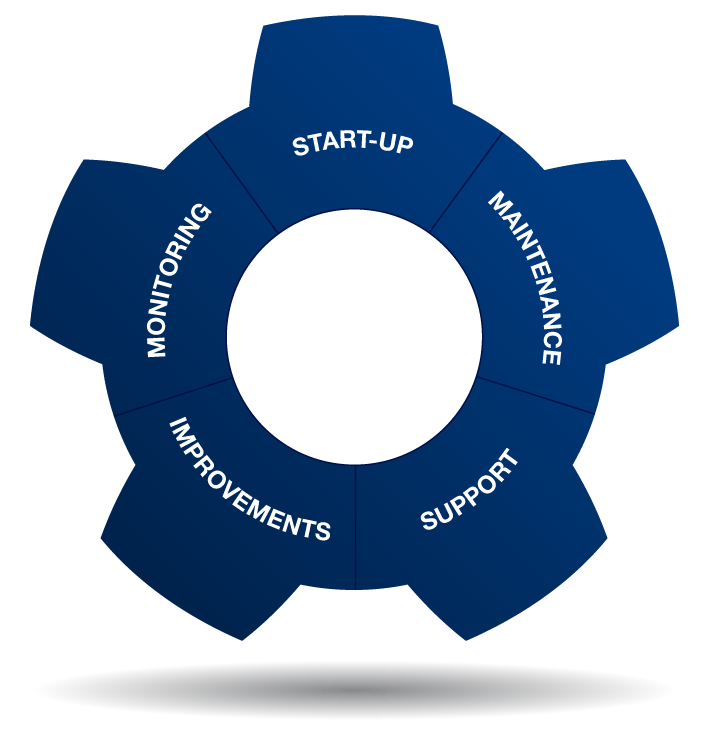 START-UP
MAINTENANCE
SUPPORT
IMPROVEMENTS
MONITORING